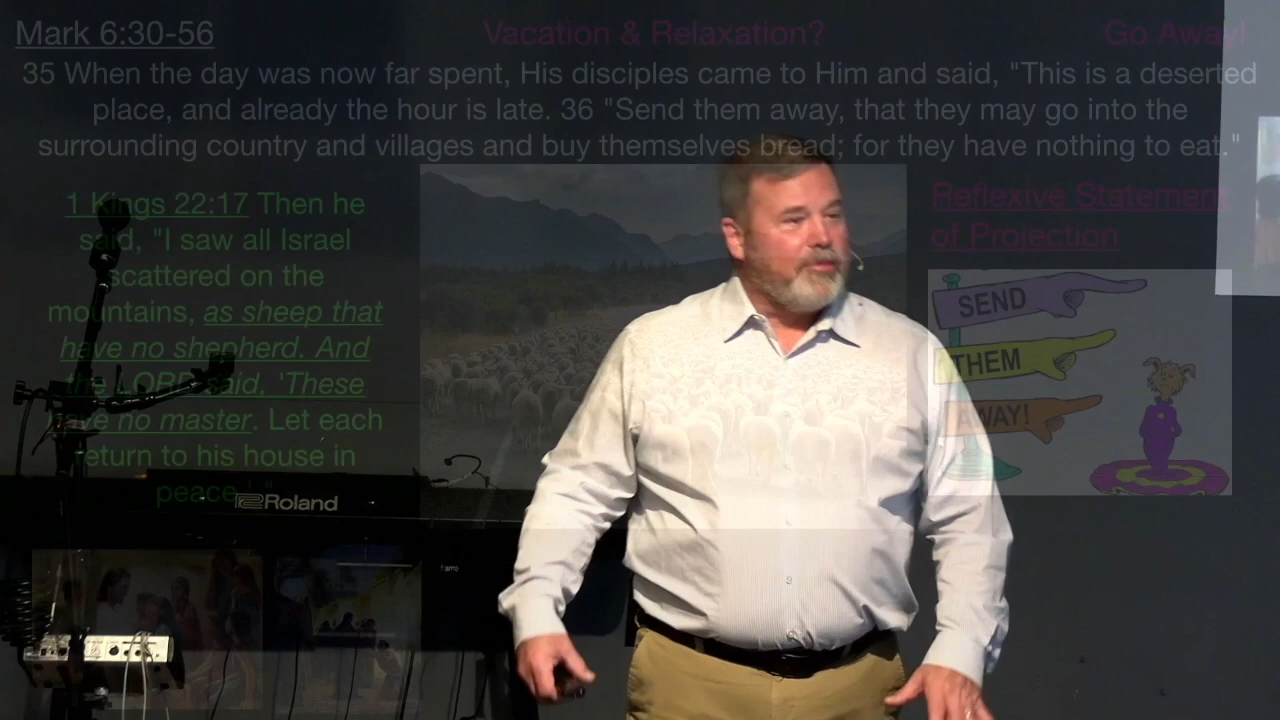 Mark 6:30-56
Vacation & Relaxation?
Go Away!
35 When the day was now far spent, His disciples came to Him and said, "This is a deserted
place, and already the hour is late. 36 "Send them away, that they may go into the
surrounding country and villages and buy themselves bread; for they have nothing to eat."
1 Kings 22:17 Then he
said, "I saw all Israel
scattered on the
mountains, as sheep that
have no shepherd. And
the LORD said, 'These
have no master. Let each
return to his house in
peace.' "
Reflexive Statement
of Projection
SEND
THEM
AWAY!
Roland